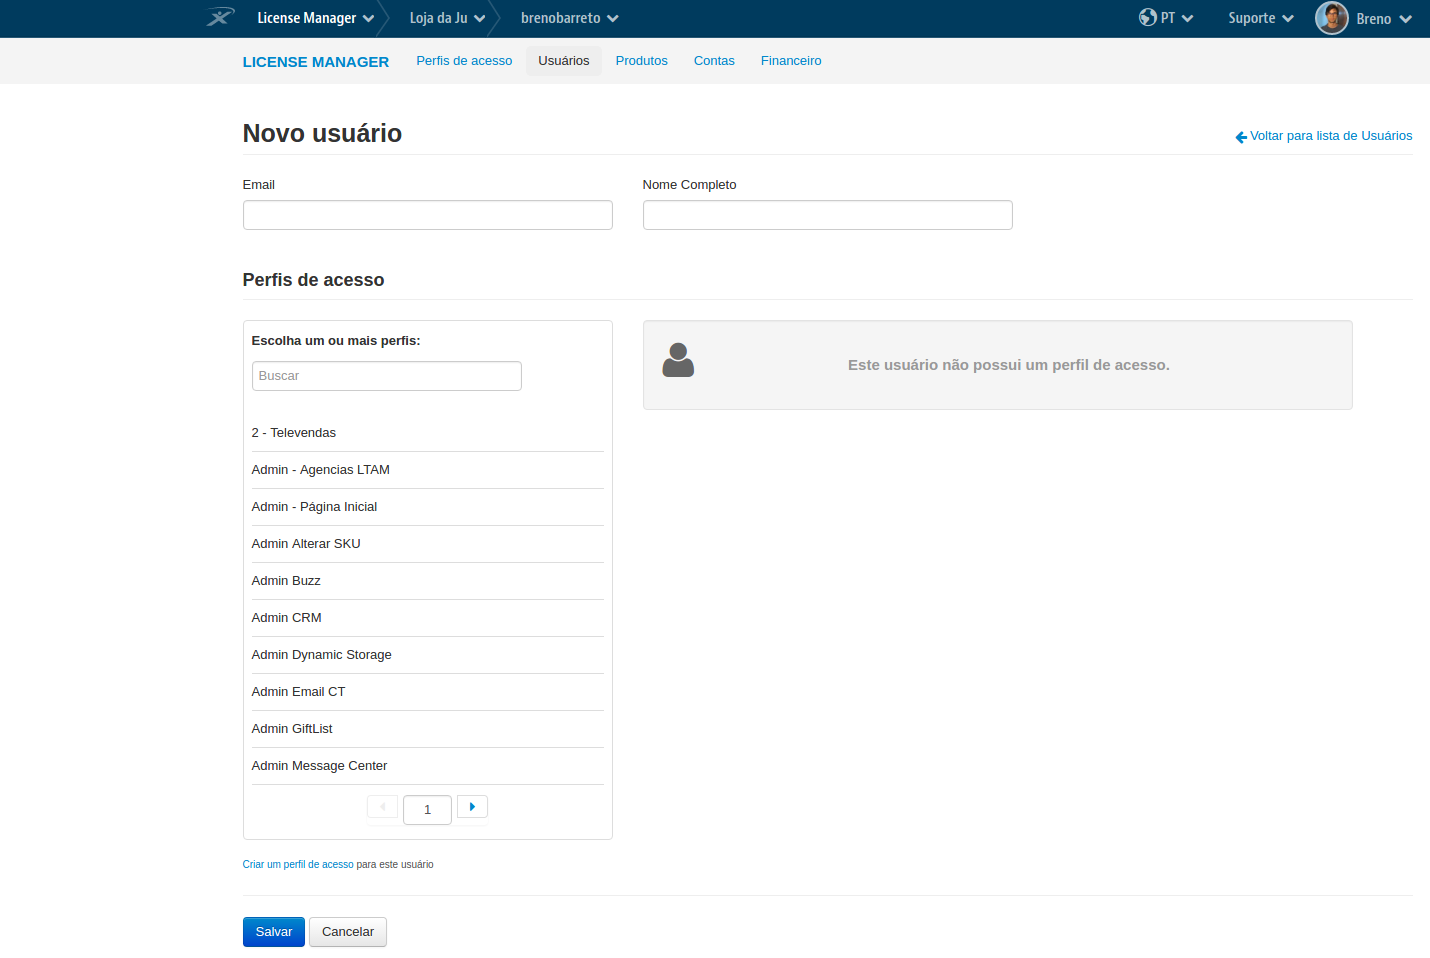 License Manager Loja da Ju brenobarreto PT Suporte Breno
LICENSE MANAGER Perfis de acesso Usuários Produtos Contas Financeiro
Novo usuário
Voltar para lista de Usuários
Email
Nome Completo
Perfis de acesso
Escolha um ou mais perfis:
Buscar
2 - Televendas
Admin - Agencias LTAM
Admin - Página Inicial
Admin Alterar SKU
Admin Buzz
Admin CRM
Admin Dynamic Storage
Admin Email CT
Admin GiftList
Admin Message Center
1
Este usuário não possui um perfil de acesso.
Criar um perfil de acesso para este usuário
Salvar Cancelar